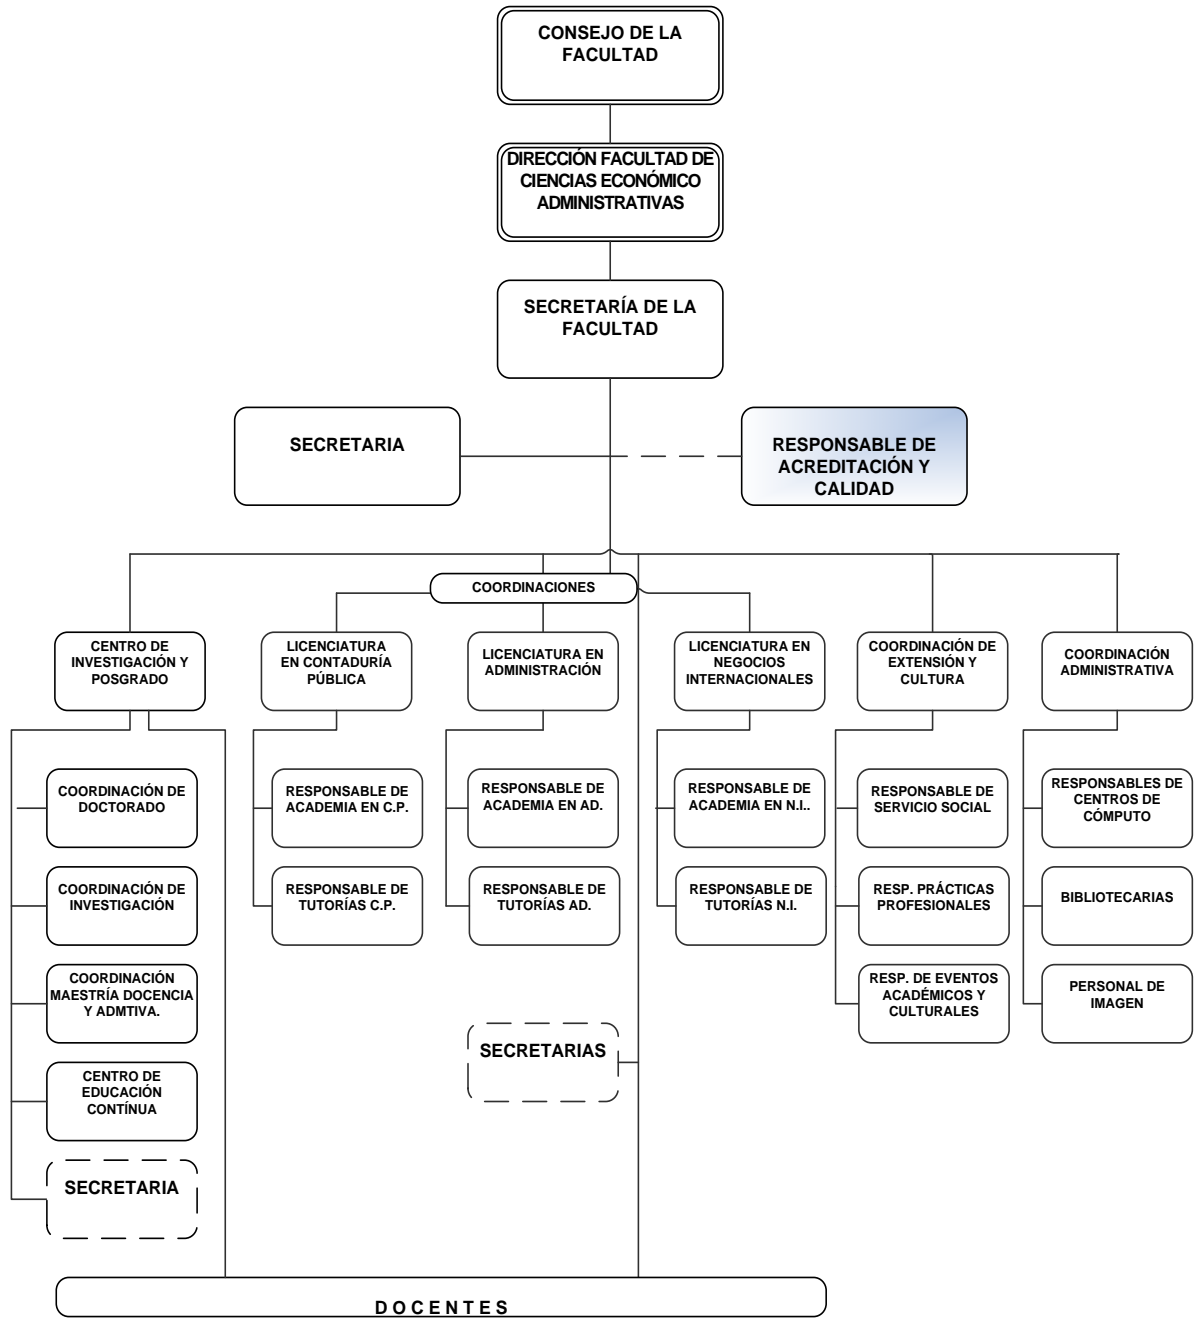 CONSEJO DE LA
FACULTAD
DIRECCIÓN FACULTAD DE
CIENCIAS ECONÓMICO
ADMINISTRATIVAS
SECRETARÍA DE LA
FACULTAD
SECRETARIA
RESPONSABLE DE
ACREDITACIÓN Y
CALIDAD
COORDINACIONES
CENTRO DE
INVESTIGACIÓN Y
POSGRADO
LICENCIATURA
EN CONTADURÍA
PÚBLICA
LICENCIATURA EN
ADMINISTRACIÓN
LICENCIATURA EN
NEGOCIOS
INTERNACIONALES
COORDINACIÓN DE
EXTENSIÓN Y
CULTURA
COORDINACIÓN
ADMINISTRATIVA
COORDINACIÓN DE
DOCTORADO
RESPONSABLE DE
ACADEMIA EN C.P.
RESPONSABLE DE
ACADEMIA EN AD.
RESPONSABLE DE
ACADEMIA EN N.I..
RESPONSABLE DE
SERVICIO SOCIAL
RESPONSABLES DE
CENTROS DE
CÓMPUTO
COORDINACIÓN DE
INVESTIGACIÓN
RESPONSABLE DE
TUTORÍAS C.P.
RESPONSABLE DE
TUTORÍAS AD.
RESPONSABLE DE
TUTORÍAS N.I.
RESP. PRÁCTICAS
PROFESIONALES
BIBLIOTECARIAS
COORDINACIÓN
MAESTRÍA DOCENCIA
Y ADMTIVA.
RESP. DE EVENTOS
ACADÉMICOS Y
CULTURALES
PERSONAL DE
IMAGEN
SECRETARIAS
CENTRO DE
EDUCACIÓN
CONTÍNUA
SECRETARIA
D O C E N T E S